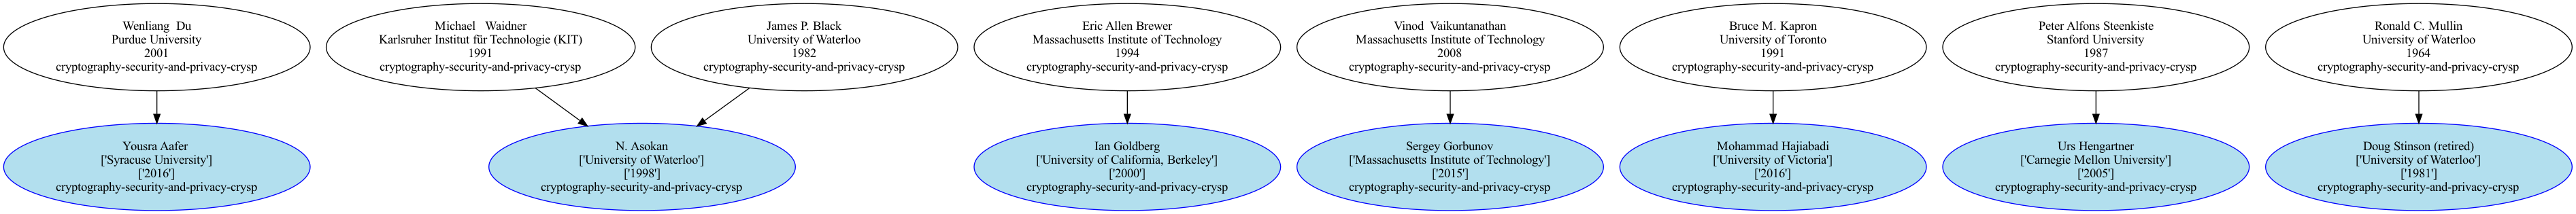 Wenliang  Du
Purdue University
2001
cryptography-security-and-privacy-crysp
Michael   Waidner
Karlsruher Institut für Technologie (KIT)
1991
cryptography-security-and-privacy-crysp
James P. Black
University of Waterloo
1982
cryptography-security-and-privacy-crysp
Eric Allen Brewer
Massachusetts Institute of Technology
1994
cryptography-security-and-privacy-crysp
Vinod  Vaikuntanathan
Massachusetts Institute of Technology
2008
cryptography-security-and-privacy-crysp
Bruce M. Kapron
University of Toronto
1991
cryptography-security-and-privacy-crysp
Peter Alfons Steenkiste
Stanford University
1987
cryptography-security-and-privacy-crysp
Ronald C. Mullin
University of Waterloo
1964
cryptography-security-and-privacy-crysp
Yousra Aafer
['Syracuse University']
['2016']
cryptography-security-and-privacy-crysp
N. Asokan
['University of Waterloo']
['1998']
cryptography-security-and-privacy-crysp
Ian Goldberg
['University of California, Berkeley']
['2000']
cryptography-security-and-privacy-crysp
Sergey Gorbunov
['Massachusetts Institute of Technology']
['2015']
cryptography-security-and-privacy-crysp
Mohammad Hajiabadi
['University of Victoria']
['2016']
cryptography-security-and-privacy-crysp
Urs Hengartner
['Carnegie Mellon University']
['2005']
cryptography-security-and-privacy-crysp
Doug Stinson (retired)
['University of Waterloo']
['1981']
cryptography-security-and-privacy-crysp